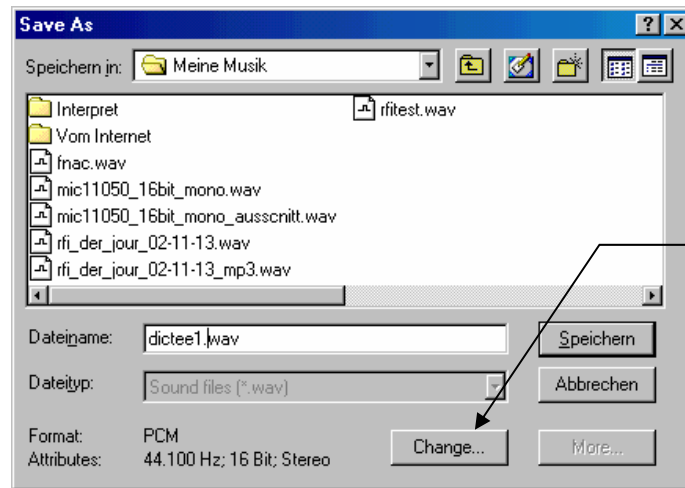 Save As
Speichern in: Meine Musik
Interpret
Vom Internet
fnac.wav
mic11050_16bit_mono.wav
mic11050_16bit_mono_ausscnitt.wav
rfi_der_jour_02-11-13.wav
rfi_der_jour_02-11-13_mp3.wav
rfitest.wav
Dateiname: dictee1.wav Speichern
Dateityp: Sound files (*.wav) Abbrechen
Format: PCM
Attributes: 44.100 Hz; 16 Bit; Stereo
Change... More...